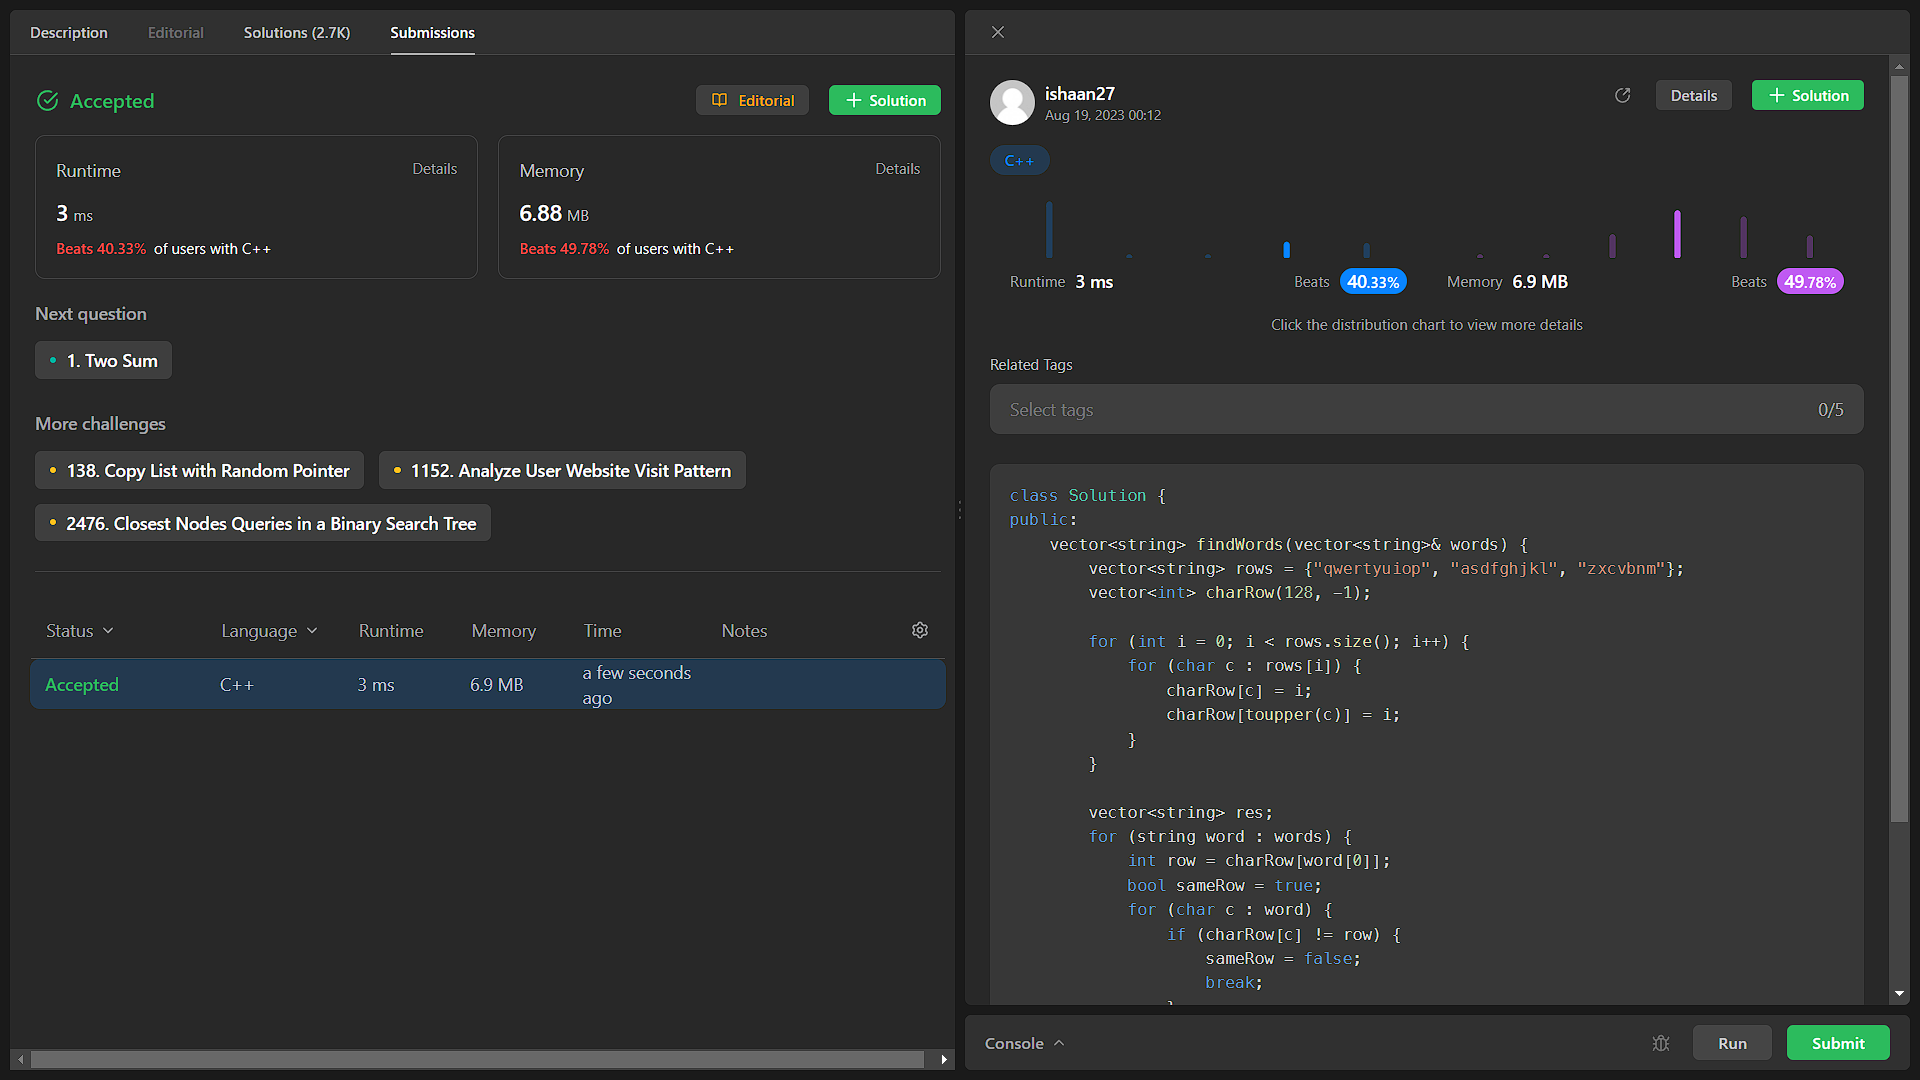 Description Editorial Solutions (2.7K) Submissions
Accepted
Editorial + Solution
Runtime Details
3 ms
Beats 40.33% of users with C++
Memory Details
6.88 MB
Beats 49.78% of users with C++
Next question
1. Two Sum
More challenges
138. Copy List with Random Pointer
1152. Analyze User Website Visit Pattern
2476. Closest Nodes Queries in a Binary Search Tree
Status Language Runtime Memory Time Notes
Accepted C++ 3 ms 6.9 MB a few seconds
ago
ishaan27
Aug 19, 2023 00:12
Details + Solution
C++
Runtime 3 ms Beats 40.33% Memory 6.9 MB Beats 49.78%
Click the distribution chart to view more details
Related Tags
Select tags 0/5
class Solution {
public:
    vector<string> findWords(vector<string>& words) {
        vector<string> rows = {"qwertyuiop", "asdfghjkl", "zxcvbnm"};
        vector<int> charRow(128, -1);
        for (int i = 0; i < rows.size(); i++) {
            for (char c : rows[i]) {
                charRow[c] = i;
                charRow[toupper(c)] = i;
            }
        }
        vector<string> res;
        for (string word : words) {
            int row = charRow[word[0]];
            bool sameRow = true;
            for (char c : word) {
                if (charRow[c] != row) {
                    sameRow = false;
                    break;
                }
Console Run Submit